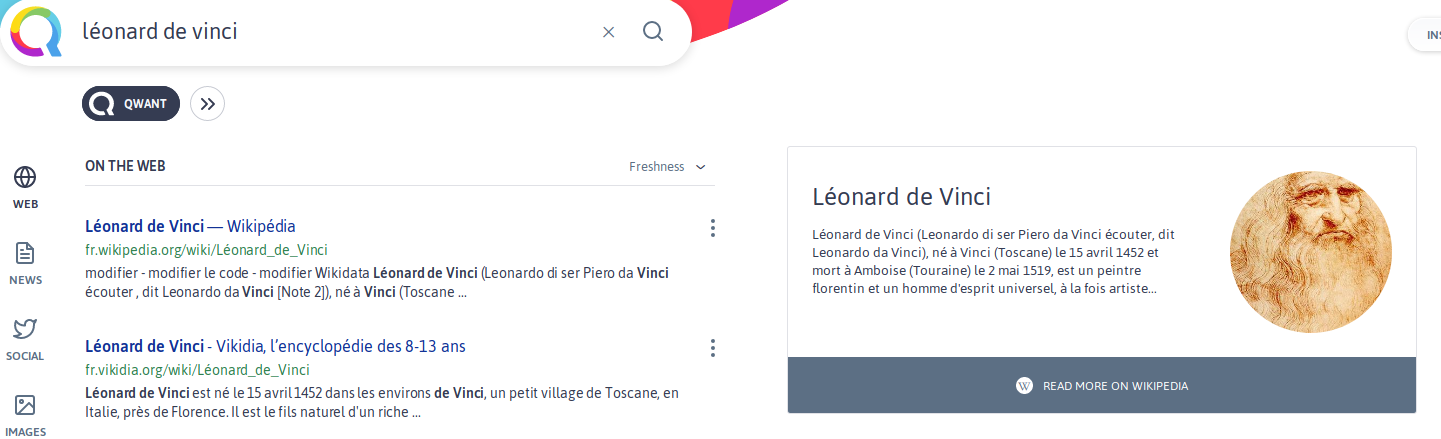 léonard de vinci
INS
QWANT
ON THE WEB
Freshness
WEB
NEWS
SOCIAL
IMAGES
Léonard de Vinci — Wikipédia
fr.wikipedia.org/wiki/Léonard_de_Vinci
modifier - modifier le code - modifier Wikidata Léonard de Vinci (Leonardo di ser Piero da Vinci
écouter , dit Leonardo da Vinci [Note 2]), né à Vinci (Toscane ...
Léonard de Vinci - Vikidia, l’encyclopédie des 8-13 ans
fr.vikidia.org/wiki/Léonard_de_Vinci
Léonard de Vinci est né le 15 avril 1452 dans les environs de Vinci, un petit village de Toscane, en
Italie, près de Florence. Il est le fils naturel d'un riche ...
Léonard de Vinci
Léonard de Vinci (Leonardo di ser Piero da Vinci écouter, dit
Leonardo da Vinci), né à Vinci (Toscane) le 15 avril 1452 et
mort à Amboise (Touraine) le 2 mai 1519, est un peintre
florentin et un homme d'esprit universel, à la fois artiste...
W READ MORE ON WIKIPEDIA